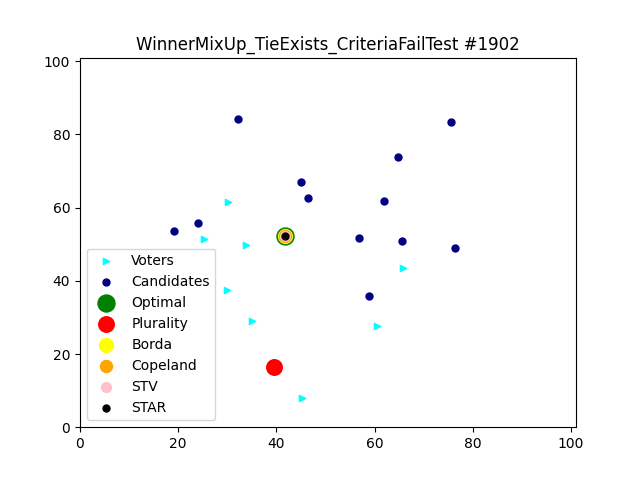 WinnerMixUp_TieExists_CriteriaFailTest #1902
100
80
60
40
20
0
Voters
Candidates
Optimal
Plurality
Borda
Copeland
STV
STAR
0 20 40 60 80 100